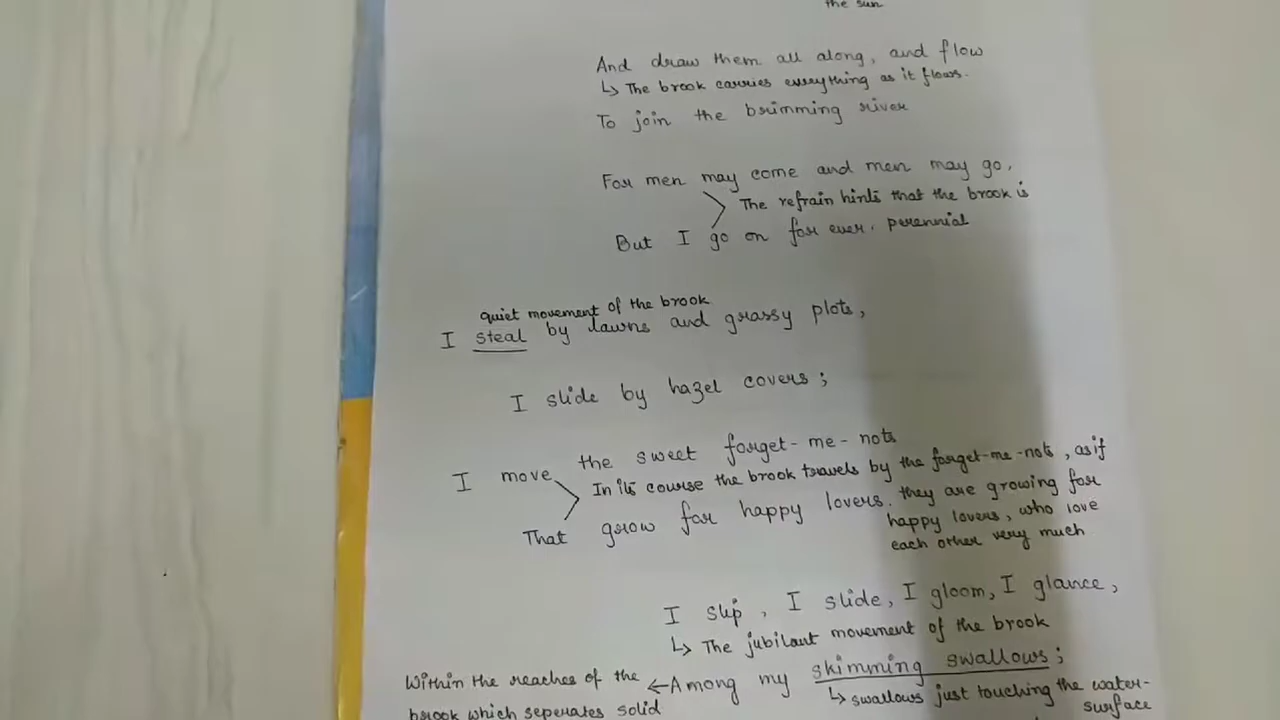 the sun
And draw them all along, and flow
↳ The brook carries everything as it flows.
To join the brimming river
For men may come and men may go,
The refrain hints that the brook is
But I go on for ever. perennial
quiet movement of the brook
I steal by lawns and grassy plots,
I slide by hazel covers;
I move the sweet forget-me-nots
In its course the brook travels by the forget-me-nots, as if
That grow for happy lovers. they are growing for
happy lovers, who love
each other very much
I slip, I slide, I gloom, I glance,
↳ The jubilant movement of the brook
Within the reaches of the ← Among my skimming swallows;
brook which seperates solid ↳ swallows just touching the water-
surface